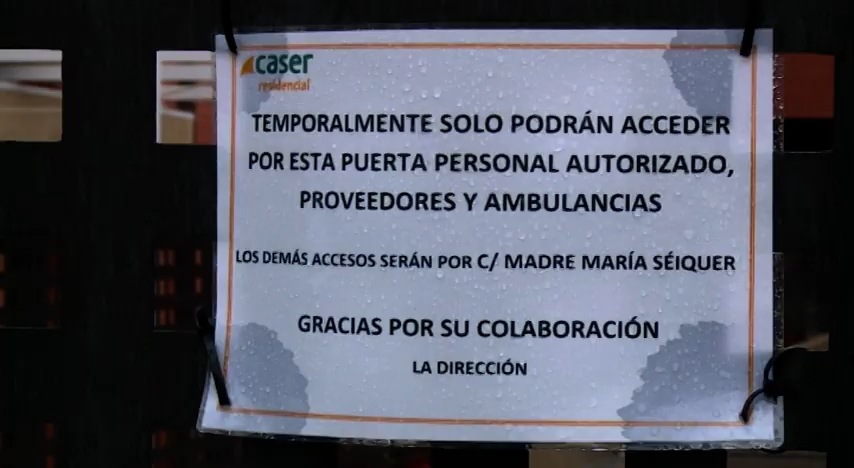 caser
residencial
TEMPORALMENTE SOLO PODRÁN ACCEDER
POR ESTA PUERTA PERSONAL AUTORIZADO,
PROVEEDORES Y AMBULANCIAS
LOS DEMÁS ACCESOS SERÁN POR C/ MADRE MARÍA SÉIQUER
GRACIAS POR SU COLABORACIÓN
LA DIRECCIÓN